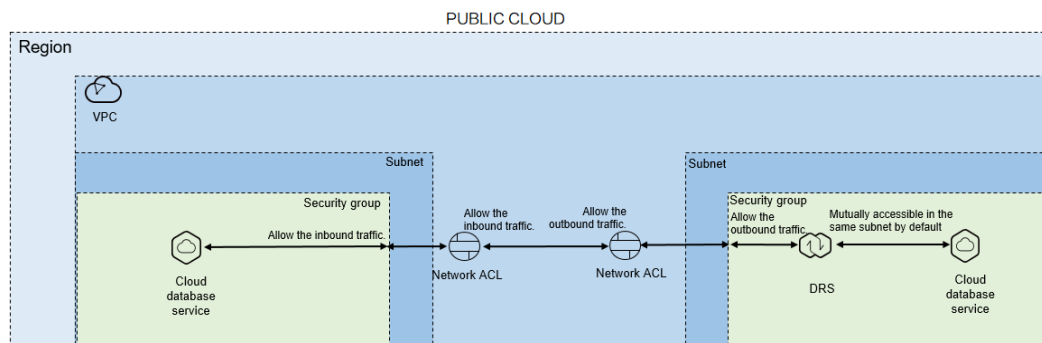 PUBLIC CLOUD
Region
VPC
Subnet
Subnet
Security group
Security group
Allow the inbound traffic.
Allow the
inbound traffic.
Allow the
outbound traffic.
Allow the
outbound traffic.
Mutually accessible in the
same subnet by default
Network ACL
Network ACL
Cloud
database
service
DRS
Cloud
database
service